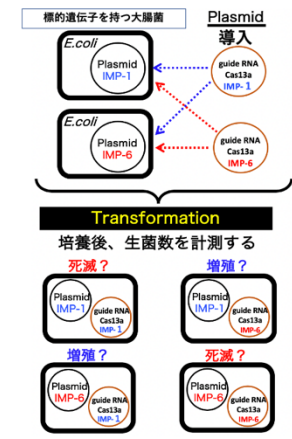 標的遺伝子を持つ大腸菌
Plasmid
導入
E.coli
Plasmid
IMP-1
guide RNA
Cas13a
IMP- 1
E.coli
Plasmid
IMP-6
guide RNA
Cas13a
IMP-6
Transformation
培養後、生菌数を計測する
死滅？
増殖？
Plasmid
IMP-1
guide RNA
Cas13a
IMP- 1
Plasmid
IMP-1
guide RNA
Cas13a
IMP-6
増殖？
死滅？
Plasmid
IMP-6
guide RNA
Cas13a
IMP- 1
Plasmid
IMP-6
guide RNA
Cas13a
IMP-6